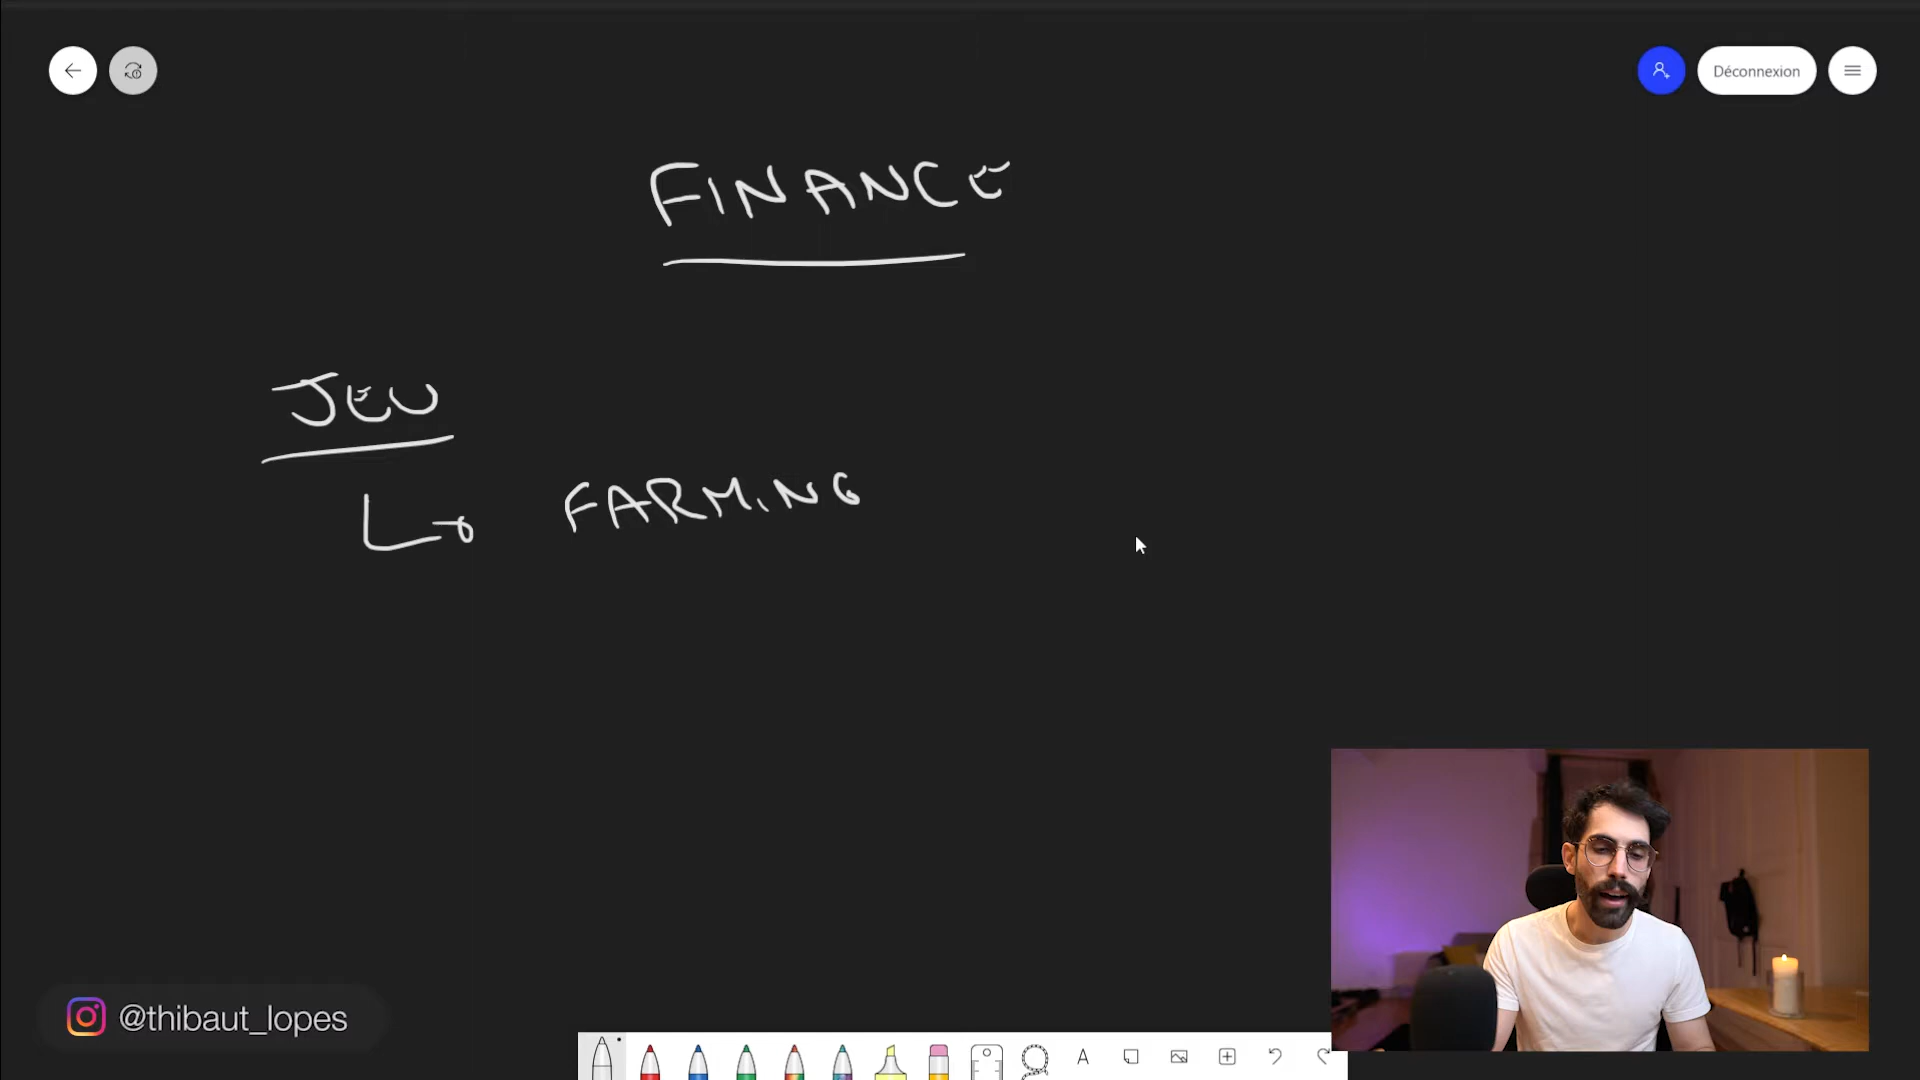 Déconnexion
FINANCE
JEU
FARMING
@thibaut_lopes
A